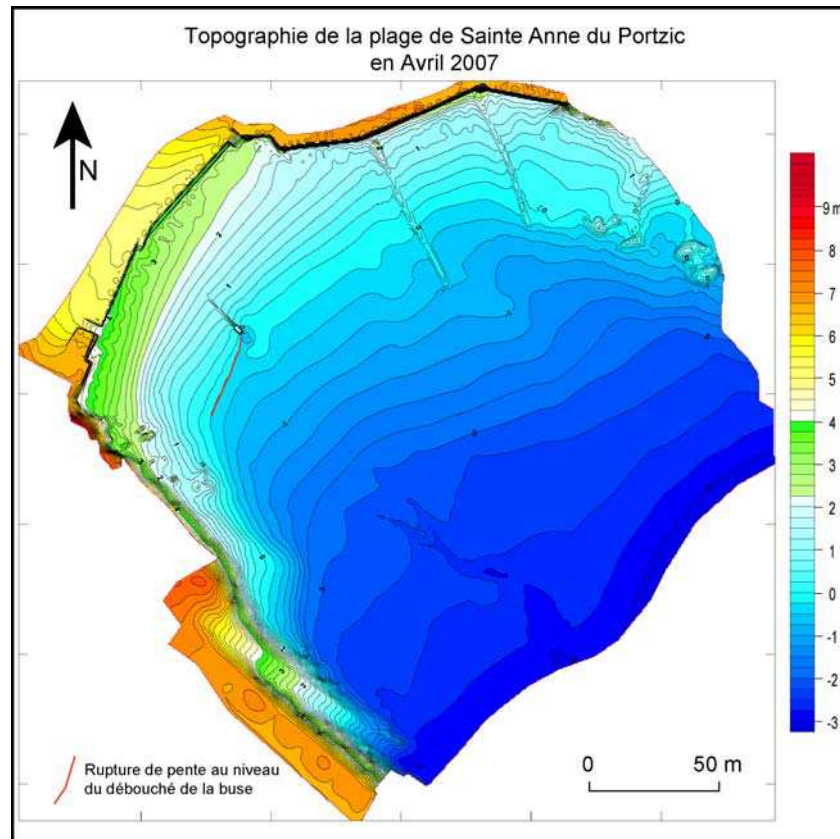 Topographie de la plage de Sainte Anne du Portzic
en Avril 2007
N
9m
8
7
6
5
4
3
2
1
0
-1
-2
-3
0 50 m
Rupture de pente au niveau
du débouché de la buse